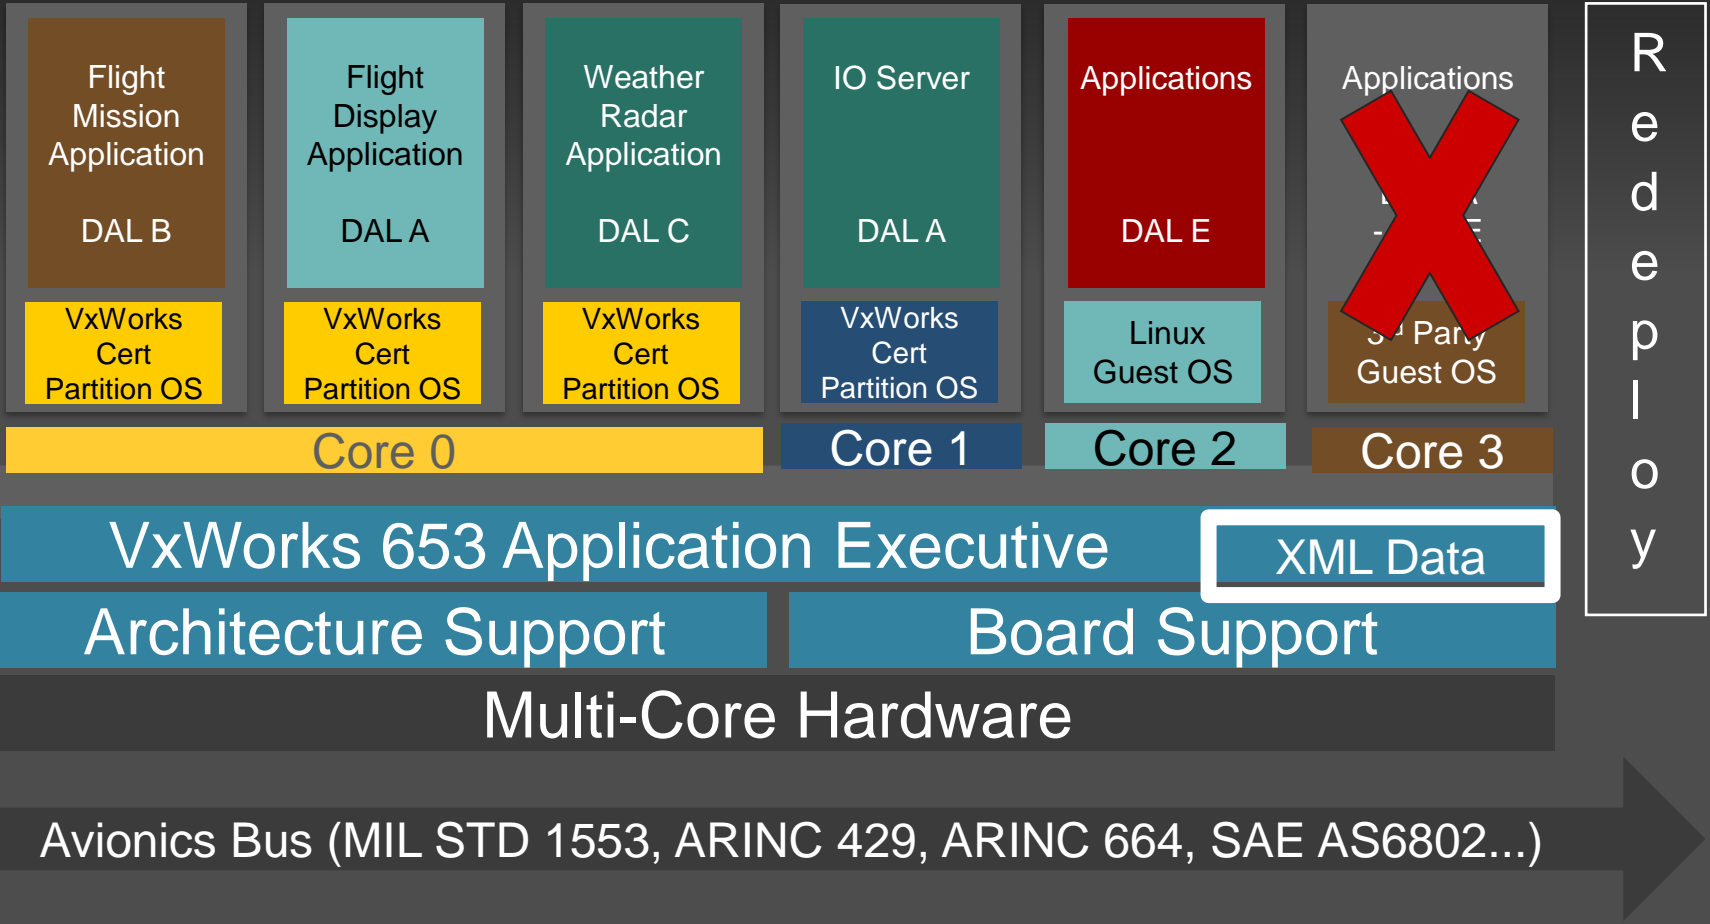 Flight
Mission
Application
DAL B
VxWorks
Cert
Partition OS
Flight
Display
Application
DAL A
VxWorks
Cert
Partition OS
Weather
Radar
Application
DAL C
VxWorks
Cert
Partition OS
IO Server
DAL A
VxWorks
Cert
Partition OS
Applications
DAL E
Linux
Guest OS
Applications
Party
Guest OS
Core 0
Core 1
Core 2
Core 3
Redeploy
VxWorks 653 Application Executive
XML Data
Architecture Support
Board Support
Multi-Core Hardware
Avionics Bus (MIL STD 1553, ARINC 429, ARINC 664, SAE AS6802...)